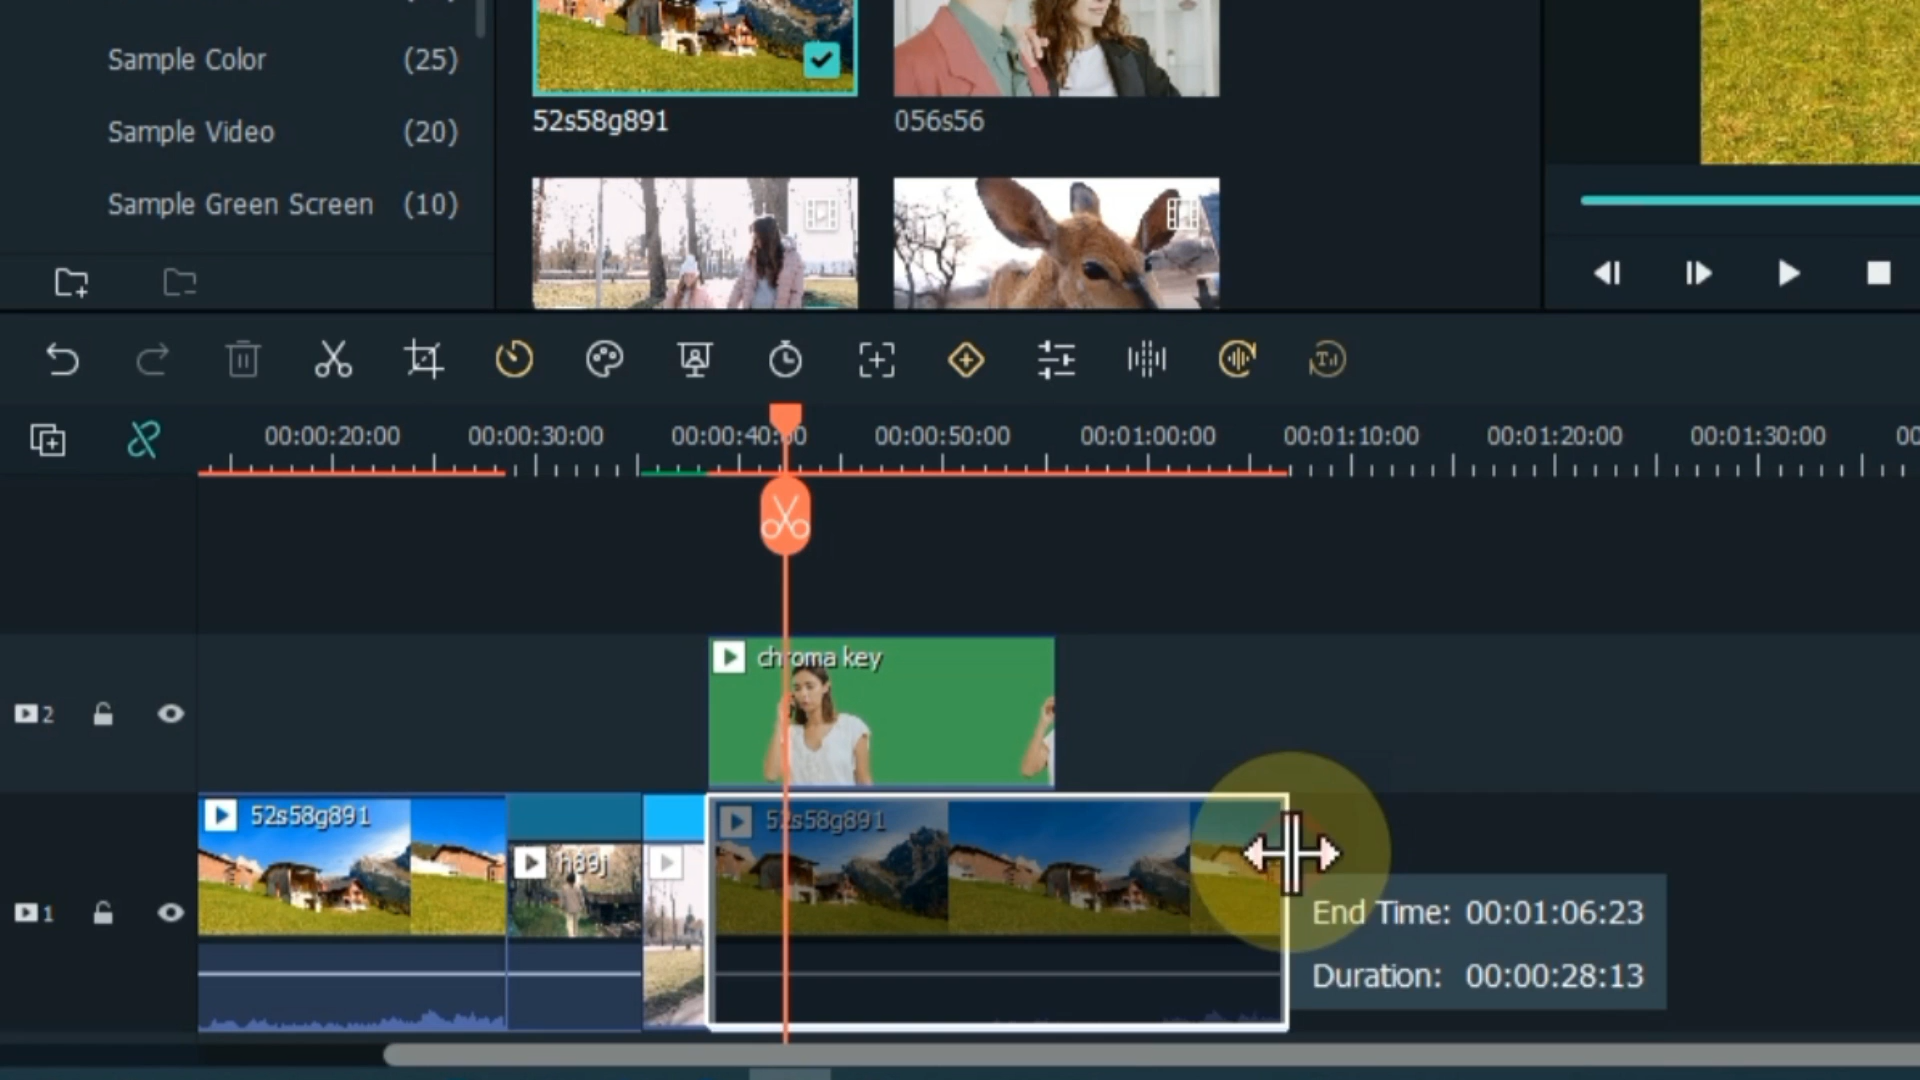 Sample Color (25)
Sample Video (20)
Sample Green Screen (10)
52s58g891
056s56
00:00:20:00 00:00:30:00 00:00:40:00 00:00:50:00 00:01:00:00 00:01:10:00 00:01:20:00 00:01:30:00 00
chroma key
2
52s58g891
52s58g891
h89j
1
End Time: 00:01:06:23
Duration: 00:00:28:13